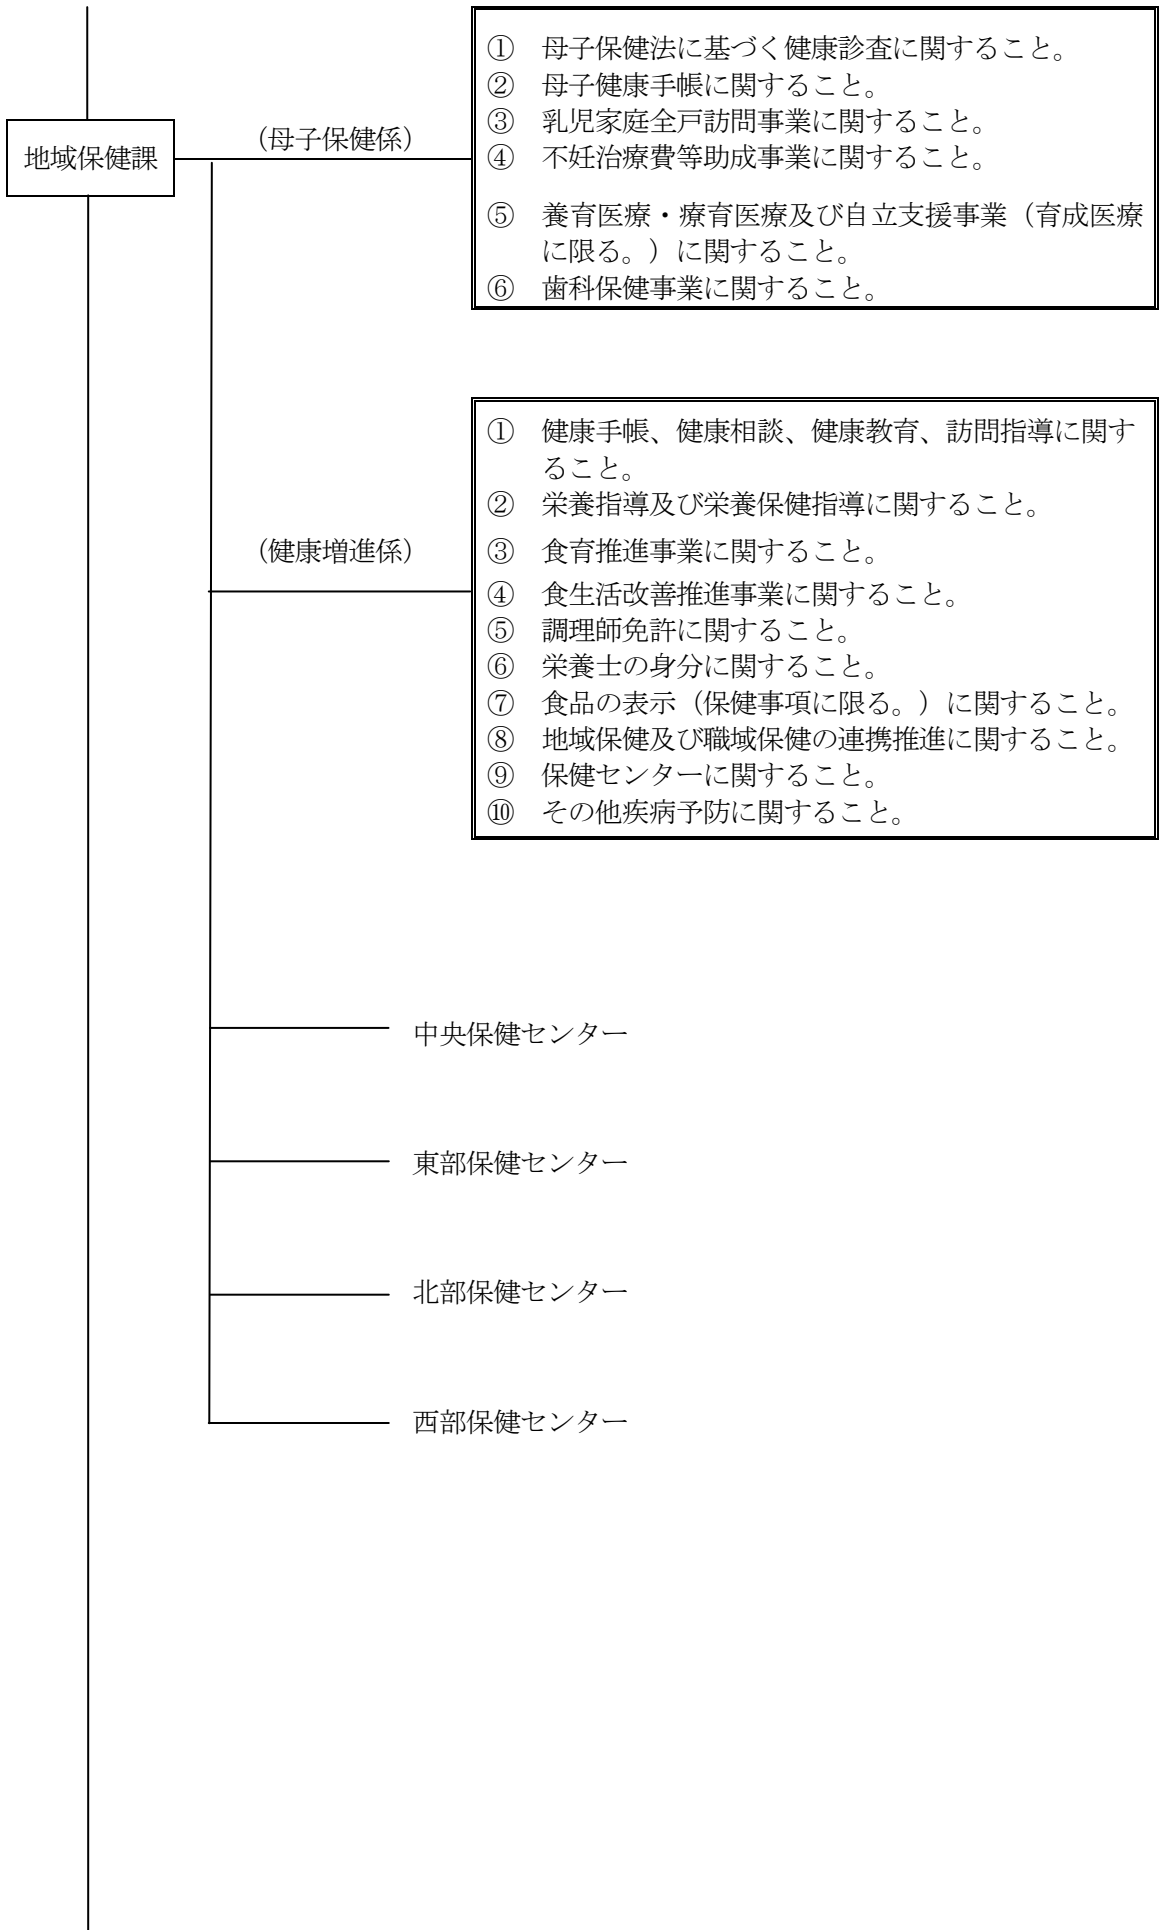 地域保健課
(母子保健係)
① 母子保健法に基づく健康診査に関すること。
② 母子健康手帳に関すること。
③ 乳児家庭全戸訪問事業に関すること。
④ 不妊治療費等助成事業に関すること。
⑤ 養育医療・療育医療及び自立支援事業（育成医療
に限る。）に関すること。
⑥ 歯科保健事業に関すること。
(健康増進係)
① 健康手帳、健康相談、健康教育、訪問指導に関す
ること。
② 栄養指導及び栄養保健指導に関すること。
③ 食育推進事業に関すること。
④ 食生活改善推進事業に関すること。
⑤ 調理師免許に関すること。
⑥ 栄養士の身分に関すること。
⑦ 食品の表示（保健事項に限る。）に関すること。
⑧ 地域保健及び職域保健の連携推進に関すること。
⑨ 保健センターに関すること。
⑩ その他疾病予防に関すること。
中央保健センター
東部保健センター
北部保健センター
西部保健センター